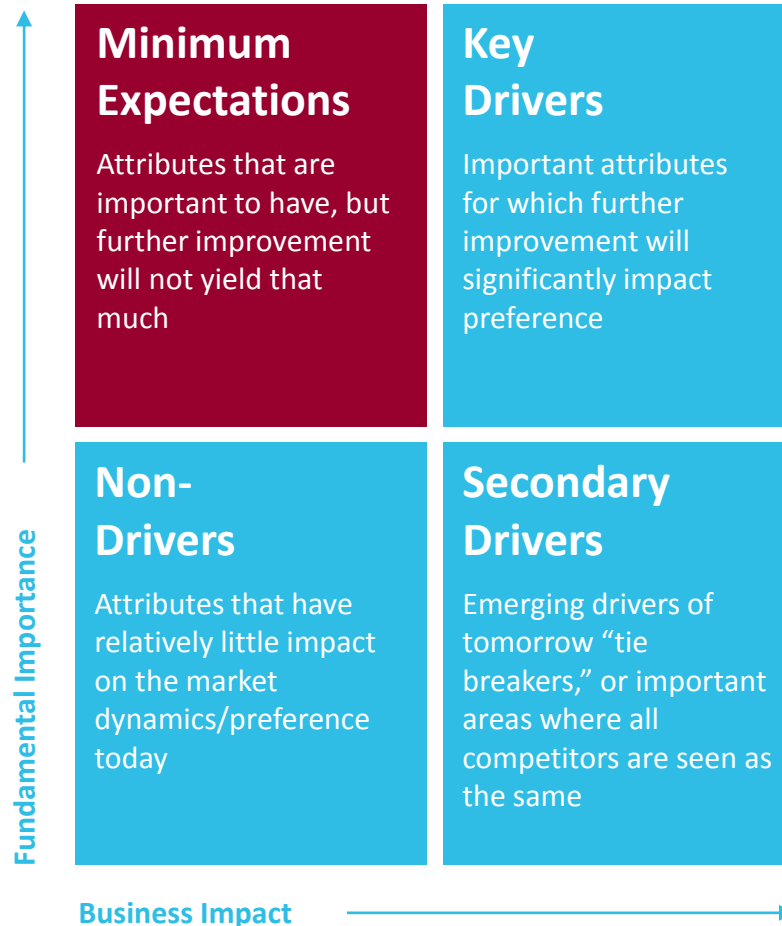 Minimum
Expectations
Attributes that are
important to have, but
further improvement
will not yield that
much
Key
Drivers
Important attributes
for which further
improvement will
significantly impact
preference
Non-
Drivers
Attributes that have
relatively little impact
on the market
dynamics/preference
today
Secondary
Drivers
Emerging drivers of
tomorrow “tie
breakers,” or important
areas where all
competitors are seen as
the same
Fundamental Importance
Business Impact